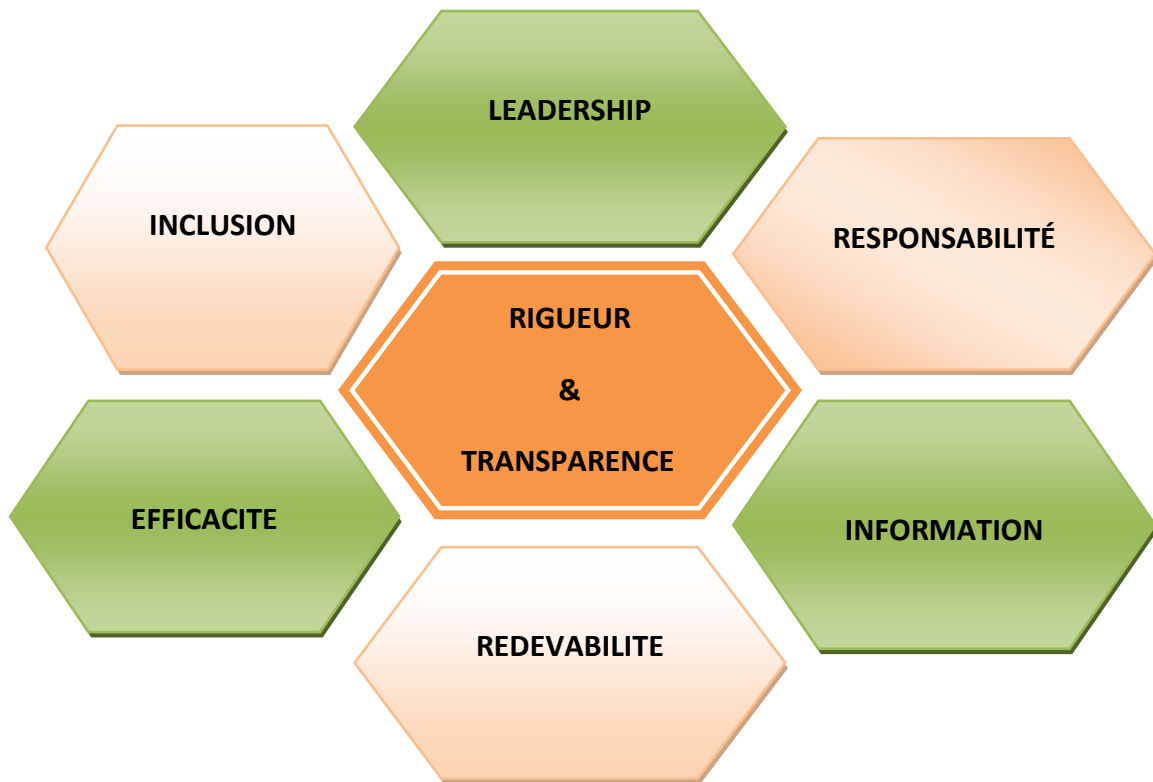 LEADERSHIP
INCLUSION
RESPONSABILITÉ
RIGUEUR
&
TRANSPARENCE
EFFICACITE
INFORMATION
REDEVABILITE